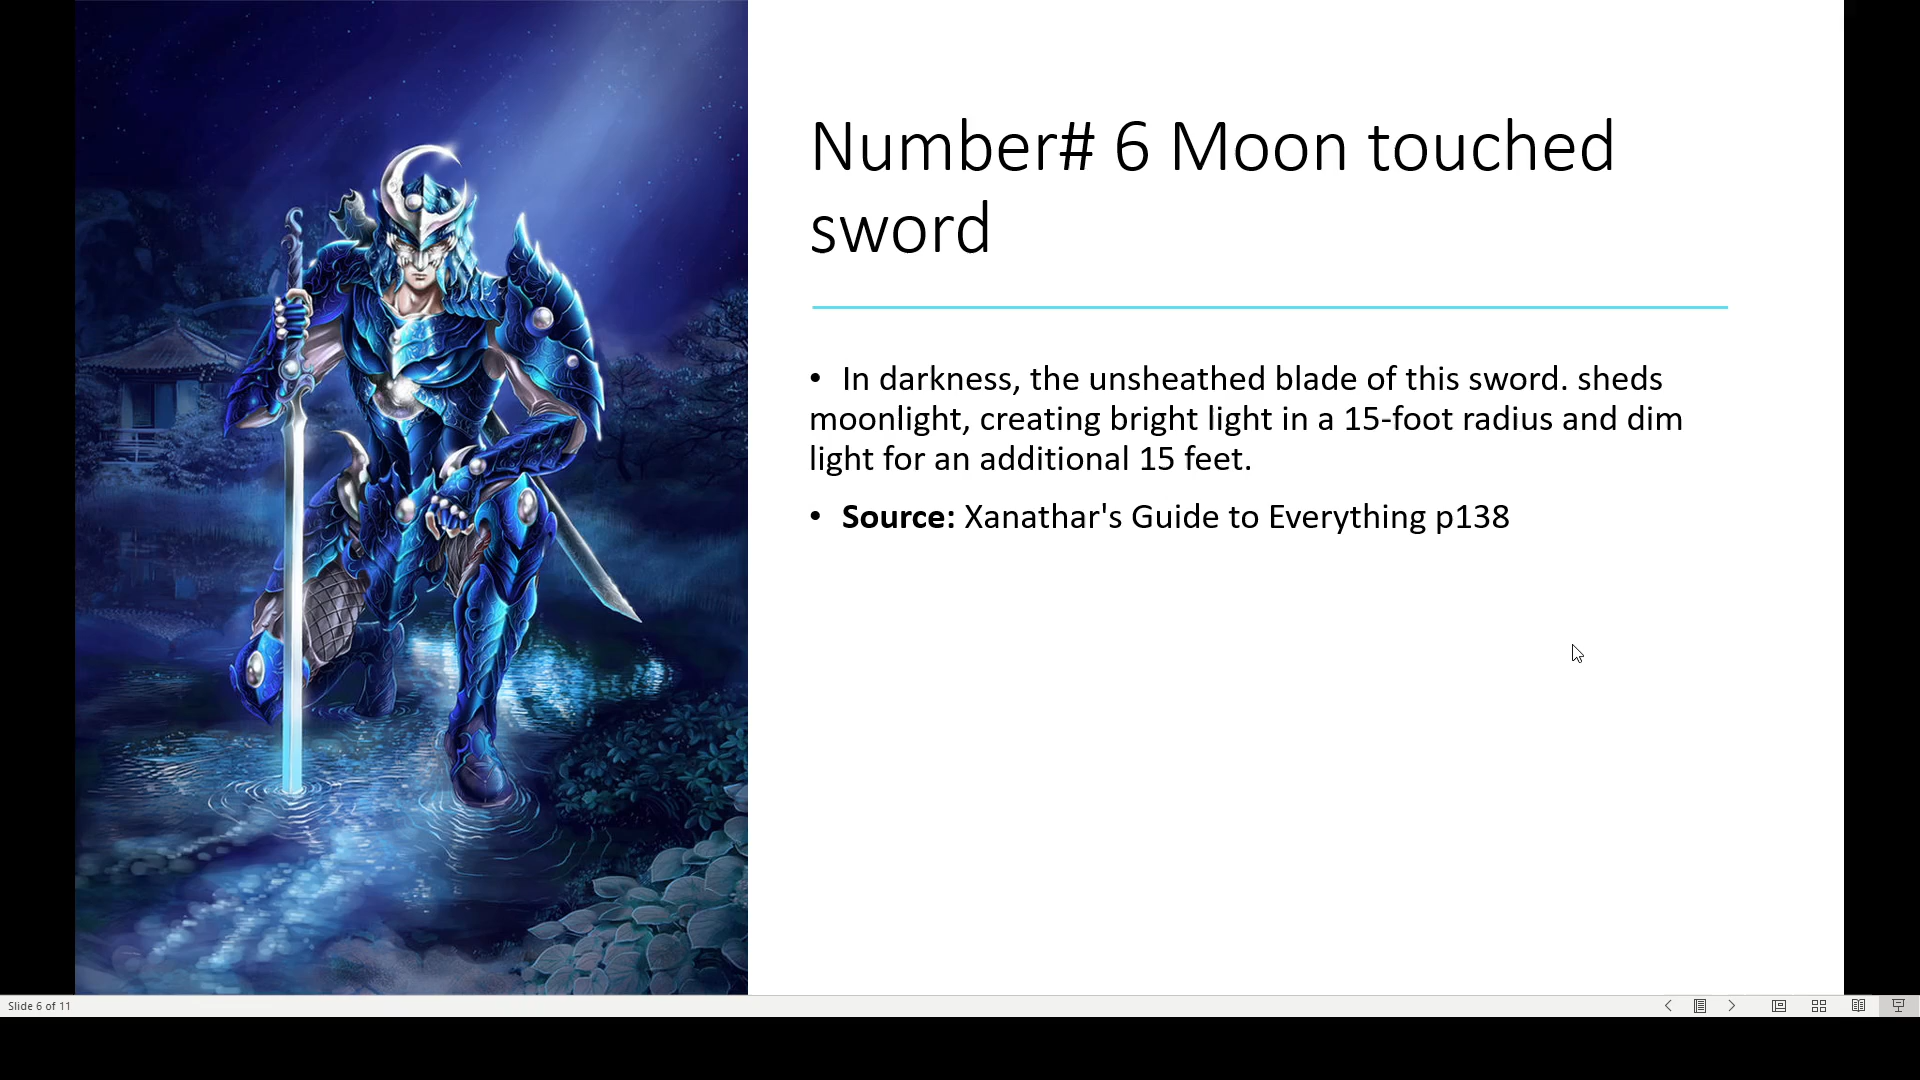 Number# 6 Moon touched
sword
• In darkness, the unsheathed blade of this sword. sheds
moonlight, creating bright light in a 15-foot radius and dim
light for an additional 15 feet.
• Source: Xanathar's Guide to Everything p138
Slide 6 of 11